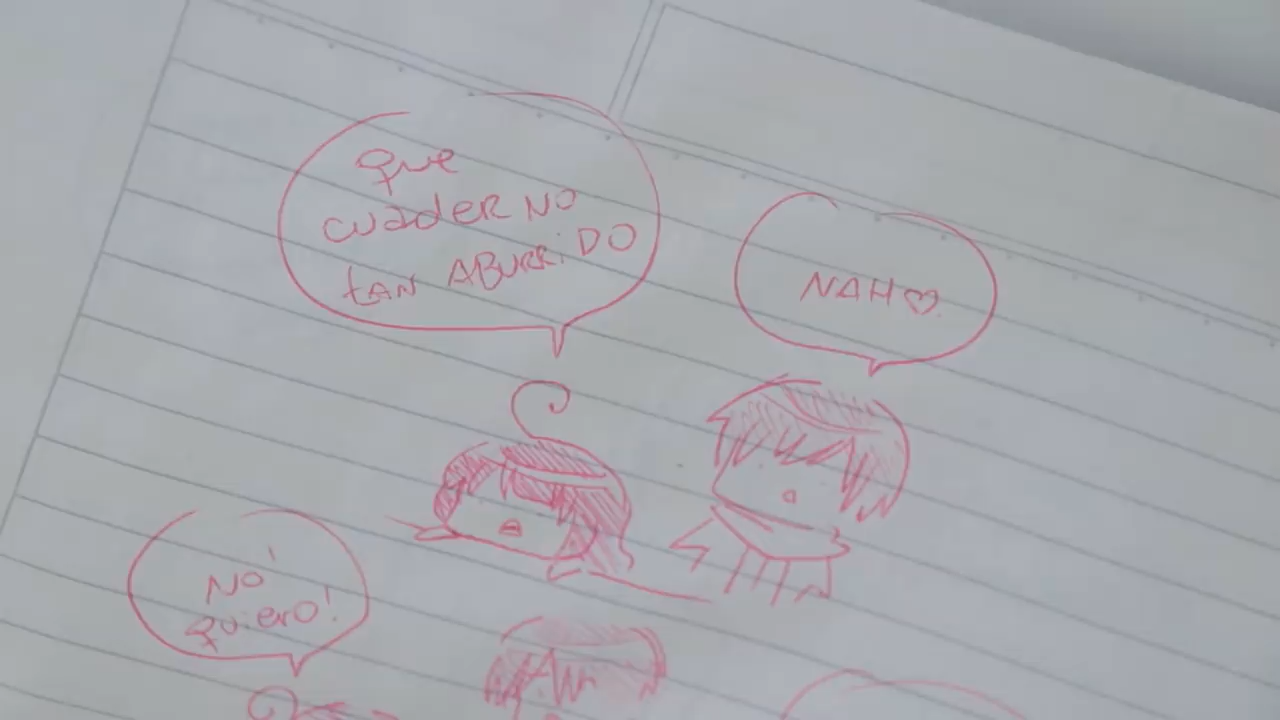 que
cuaderno
tan ABURRiDO
NAH♡
NO!
quiero!